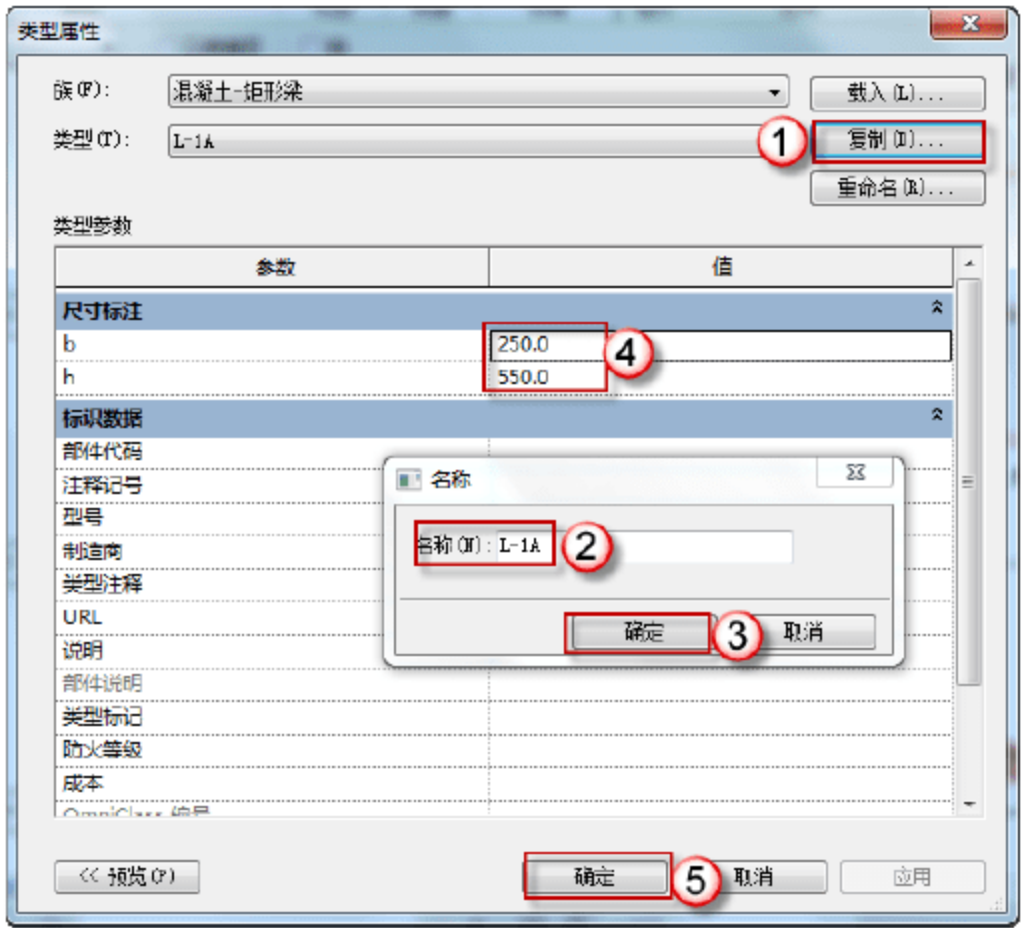 类型属性
族(F): 混凝土-矩形梁 载入(L)...
类型(T): L-1A ① 复制(D)...
重命名(R)...
类型参数
参数 值
尺寸标注
b 250.0 ④
h 550.0
标识数据
部件代码
注释记号
型号
制造商
类型注释
URL
说明
部件说明
类型标记
防火等级
成本
OmniClass 编号
名称
名称(N): L-1A ②
确定 ③ 取消
<< 预览(P) 确定 ⑤ 取消 应用